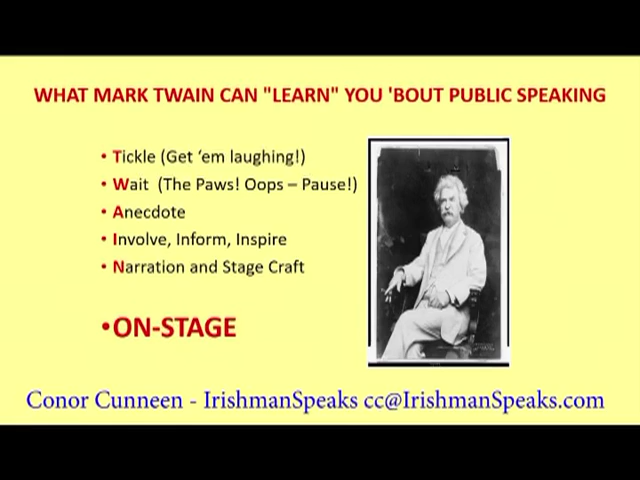 WHAT MARK TWAIN CAN "LEARN" YOU 'BOUT PUBLIC SPEAKING
• Tickle (Get ‘em laughing!)
• Wait (The Paws! Oops – Pause!)
• Anecdote
• Involve, Inform, Inspire
• Narration and Stage Craft
•ON-STAGE
Conor Cunneen - IrishmanSpeaks cc@IrishmanSpeaks.com